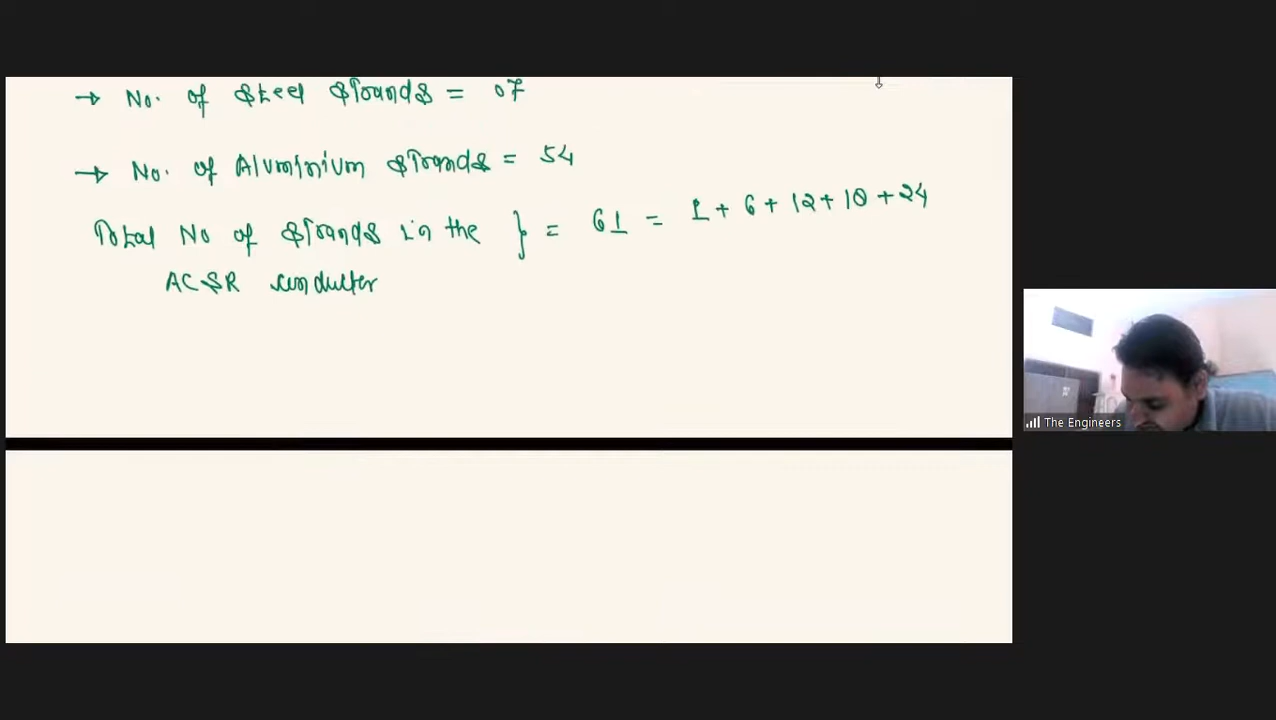 → No. of Steel Strands = 07
→ No. of Aluminium Strands = 54
Total No of Strands in the } = 61 = 1 + 6 + 12 + 18 + 24
ACSR conductor
The Engineers